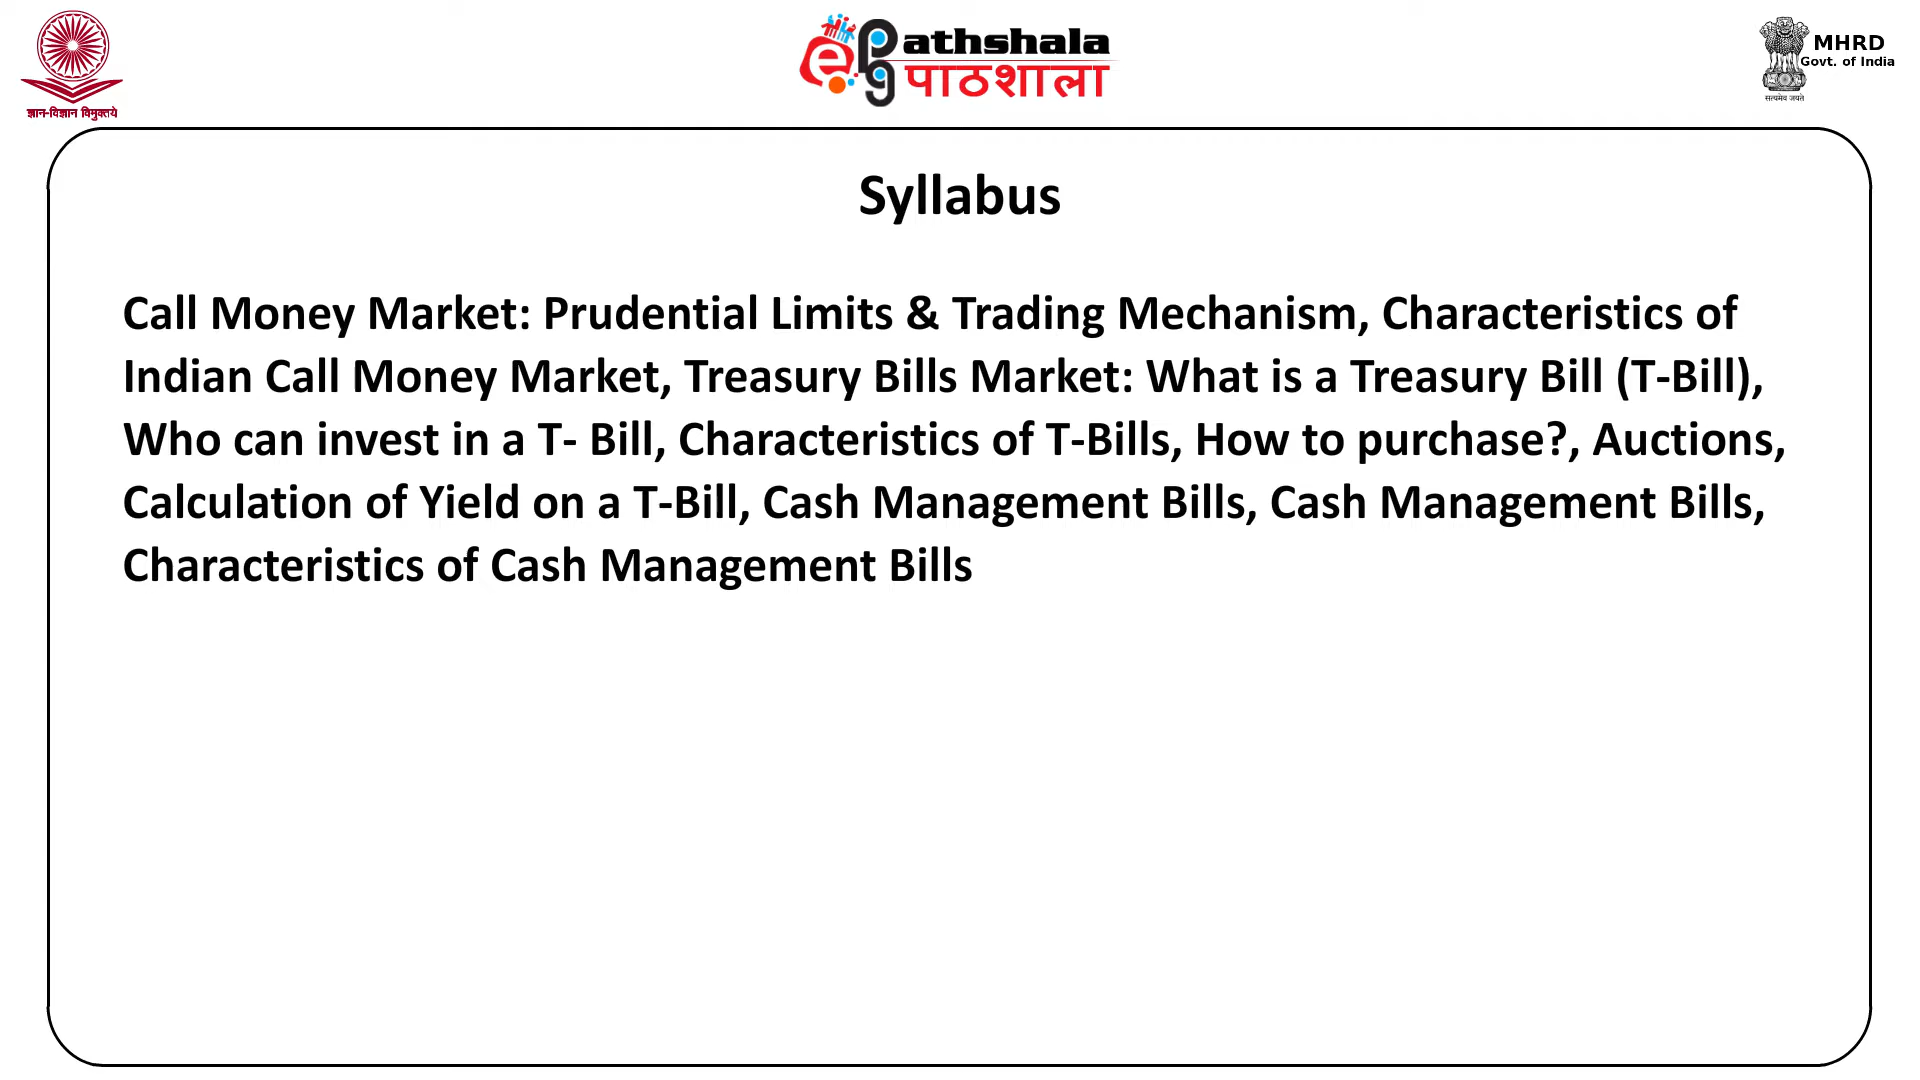 ज्ञान-विज्ञान विमुक्तये
epg athshala
पाठशाला
MHRD
Govt. of India
सत्यमेव जयते
Syllabus
Call Money Market: Prudential Limits & Trading Mechanism, Characteristics of
Indian Call Money Market, Treasury Bills Market: What is a Treasury Bill (T-Bill),
Who can invest in a T- Bill, Characteristics of T-Bills, How to purchase?, Auctions,
Calculation of Yield on a T-Bill, Cash Management Bills, Cash Management Bills,
Characteristics of Cash Management Bills